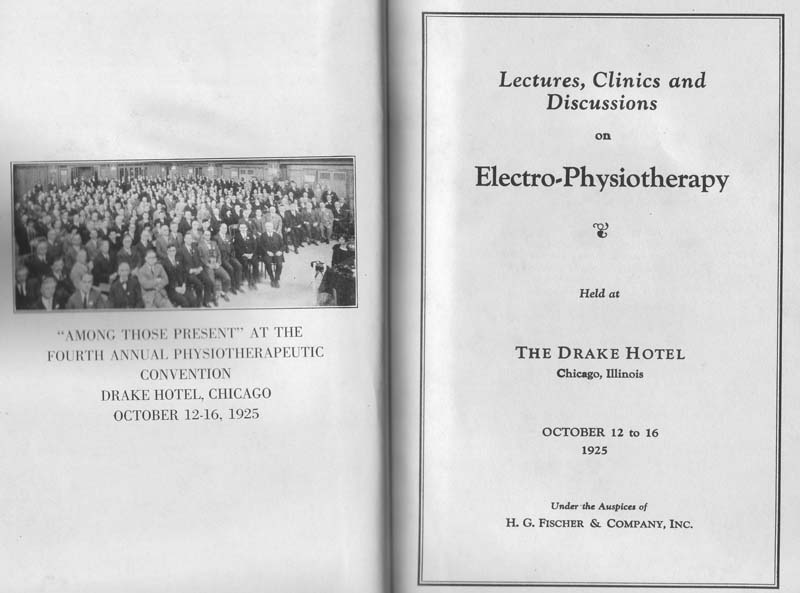 "AMONG THOSE PRESENT" AT THE
FOURTH ANNUAL PHYSIOTHERAPEUTIC
CONVENTION
DRAKE HOTEL, CHICAGO
OCTOBER 12-16, 1925
Lectures, Clinics and
Discussions
on
Electro-Physiotherapy
Held at
THE DRAKE HOTEL
Chicago, Illinois
OCTOBER 12 to 16
1925
Under the Auspices of
H. G. FISCHER & COMPANY, INC.